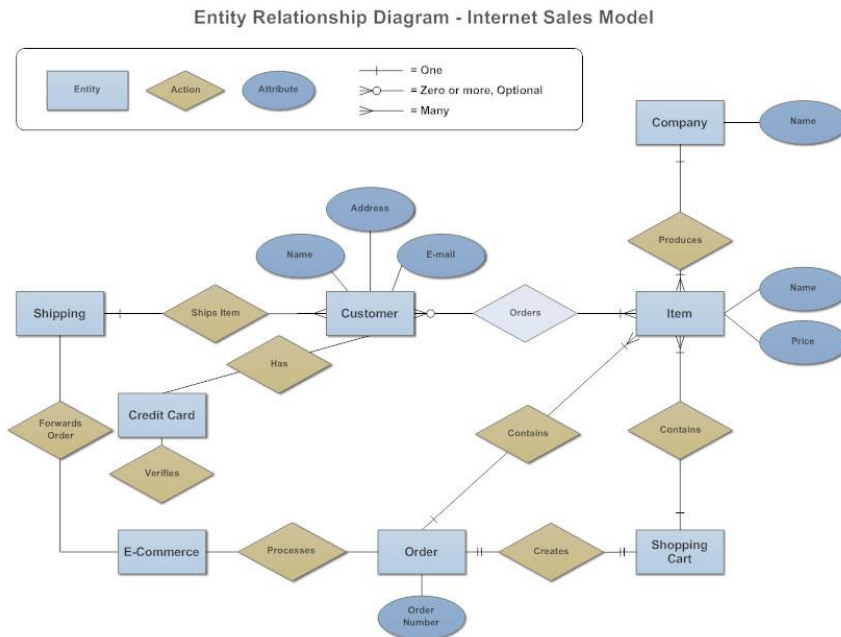 Entity Relationship Diagram - Internet Sales Model
Entity
Action
Attribute
= One
= Zero or more, Optional
= Many
Company
Name
Produces
Address
Name
E-mail
Shipping
Ships Item
Customer
Orders
Item
Name
Price
Has
Credit Card
Forwards
Order
Verifies
Contains
Contains
E-Commerce
Processes
Order
Creates
Shopping
Cart
Order
Number